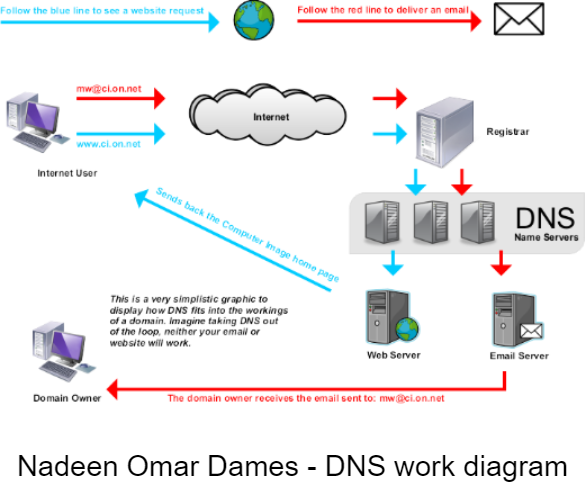 Follow the blue line to see a website request
Follow the red line to deliver an email
mw@ci.on.net
www.ci.on.net
Internet User
Internet
Registrar
DNS
Name Servers
Sends back the Computer Image home page
This is a very simplistic graphic to
display how DNS fits into the workings
of a domain. Imagine taking DNS out
of the loop, neither your email or
website will work.
Web Server
Email Server
Domain Owner
The domain owner receives the email sent to: mw@ci.on.net
Nadeen Omar Dames - DNS work diagram